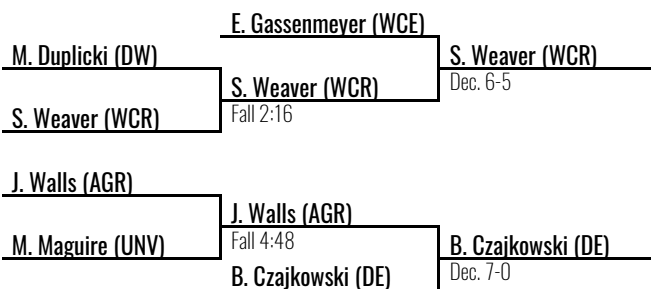 E. Gassenmeyer (WCE)
M. Duplicki (DW)
S. Weaver (WCR)
S. Weaver (WCR)
Dec. 6-5
Fall 2:16
S. Weaver (WCR)
J. Walls (AGR)
J. Walls (AGR)
Fall 4:48
M. Maguire (UNV)
B. Czajkowski (DE)
Dec. 7-0
B. Czajkowski (DE)